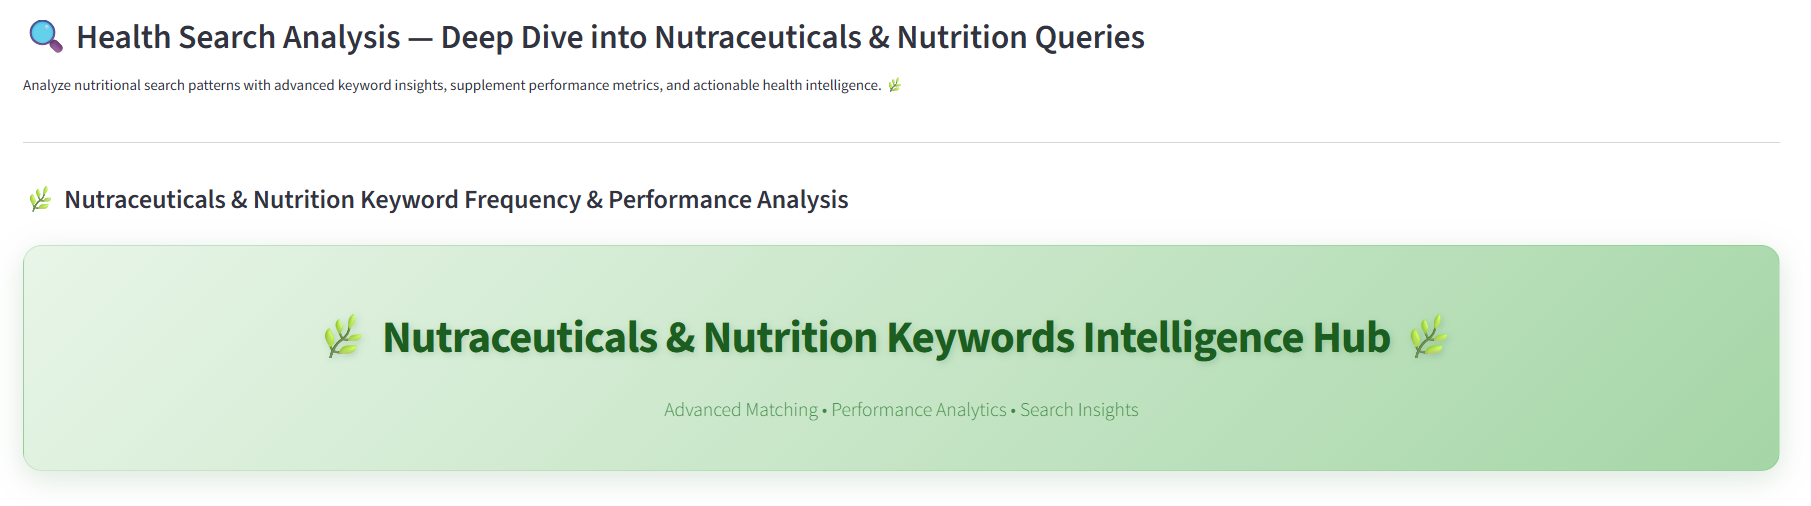 🔍 Health Search Analysis — Deep Dive into Nutraceuticals & Nutrition Queries
Analyze nutritional search patterns with advanced keyword insights, supplement performance metrics, and actionable health intelligence. 🌿
🌿 Nutraceuticals & Nutrition Keyword Frequency & Performance Analysis
🌿 Nutraceuticals & Nutrition Keywords Intelligence Hub 🌿
Advanced Matching • Performance Analytics • Search Insights